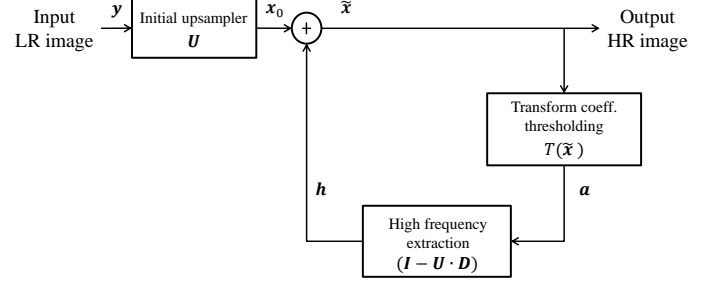 Input
LR image
y
Initial upsampler
U
x₀
+
x̃
Output
HR image
Transform coeff.
thresholding
T(x̃)
h
a
High frequency
extraction
(I − U · D)